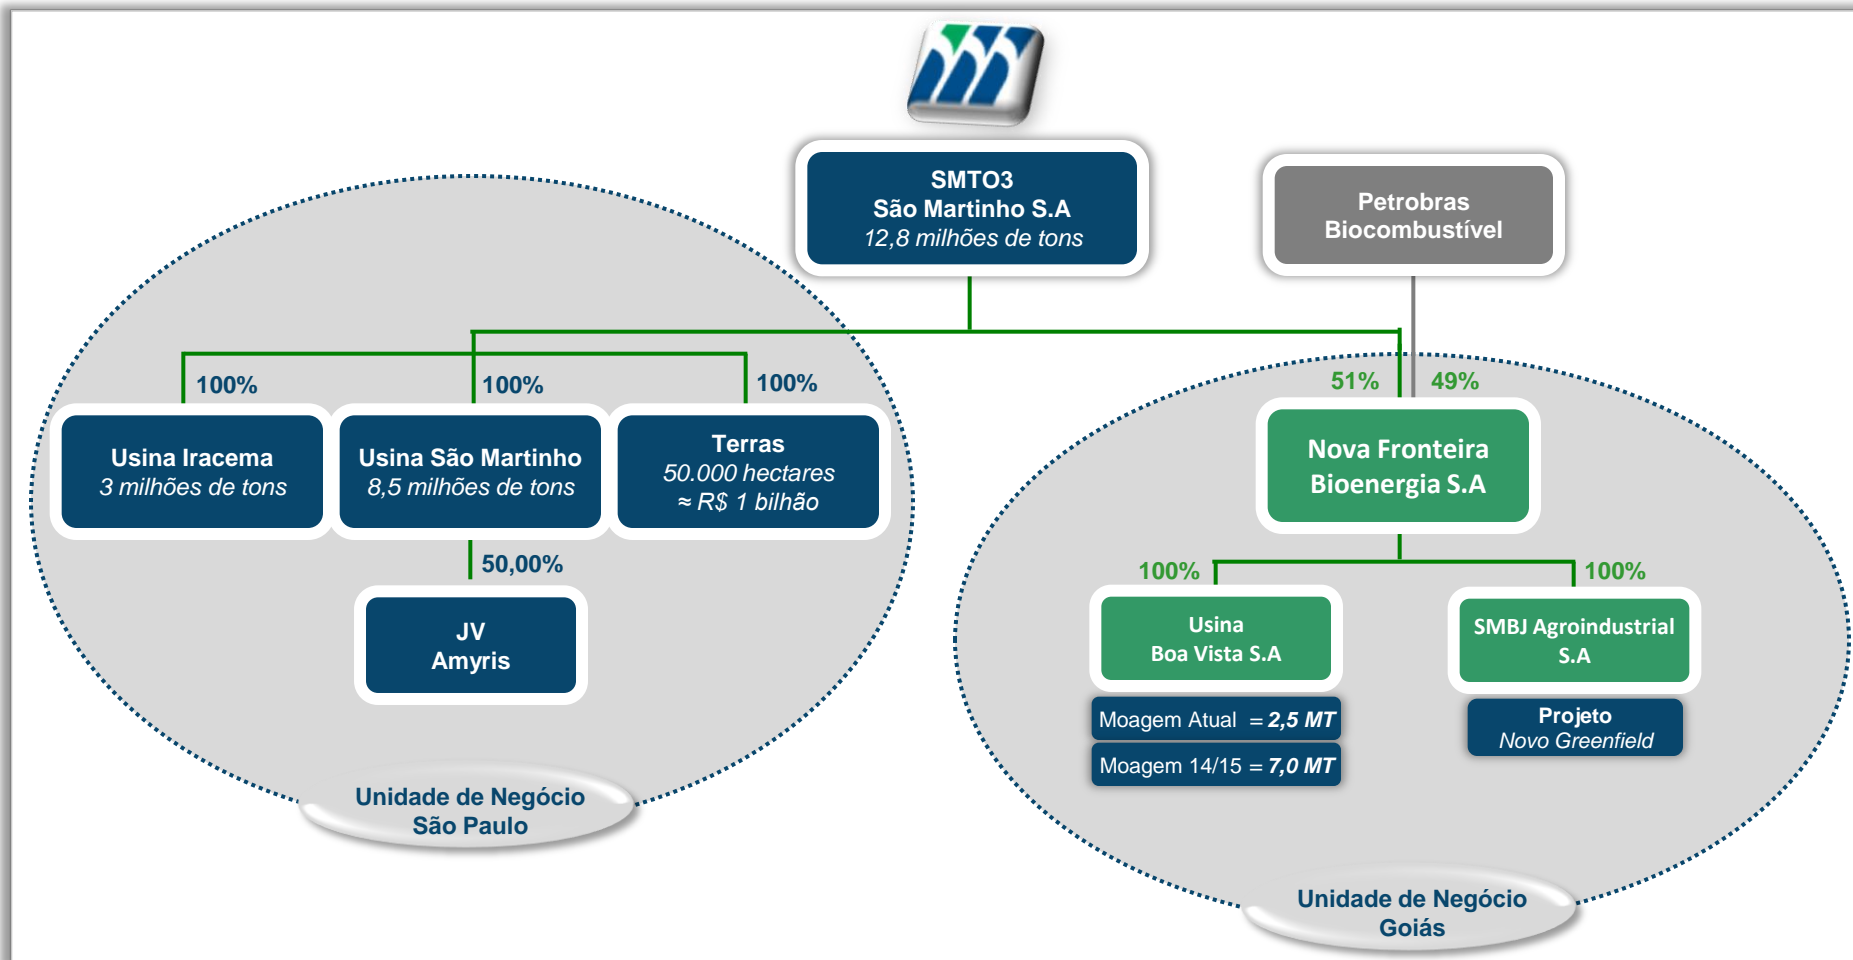 SMTO3
São Martinho S.A
12,8 milhões de tons
Petrobras
Biocombustível
100%
100%
100%
51%
49%
Usina Iracema
3 milhões de tons
Usina São Martinho
8,5 milhões de tons
Terras
50.000 hectares
≈ R$ 1 bilhão
Nova Fronteira
Bioenergia S.A
50,00%
JV
Amyris
100%
100%
Usina
Boa Vista S.A
SMBJ Agroindustrial
S.A
Moagem Atual = 2,5 MT
Moagem 14/15 = 7,0 MT
Projeto
Novo Greenfield
Unidade de Negócio
São Paulo
Unidade de Negócio
Goiás